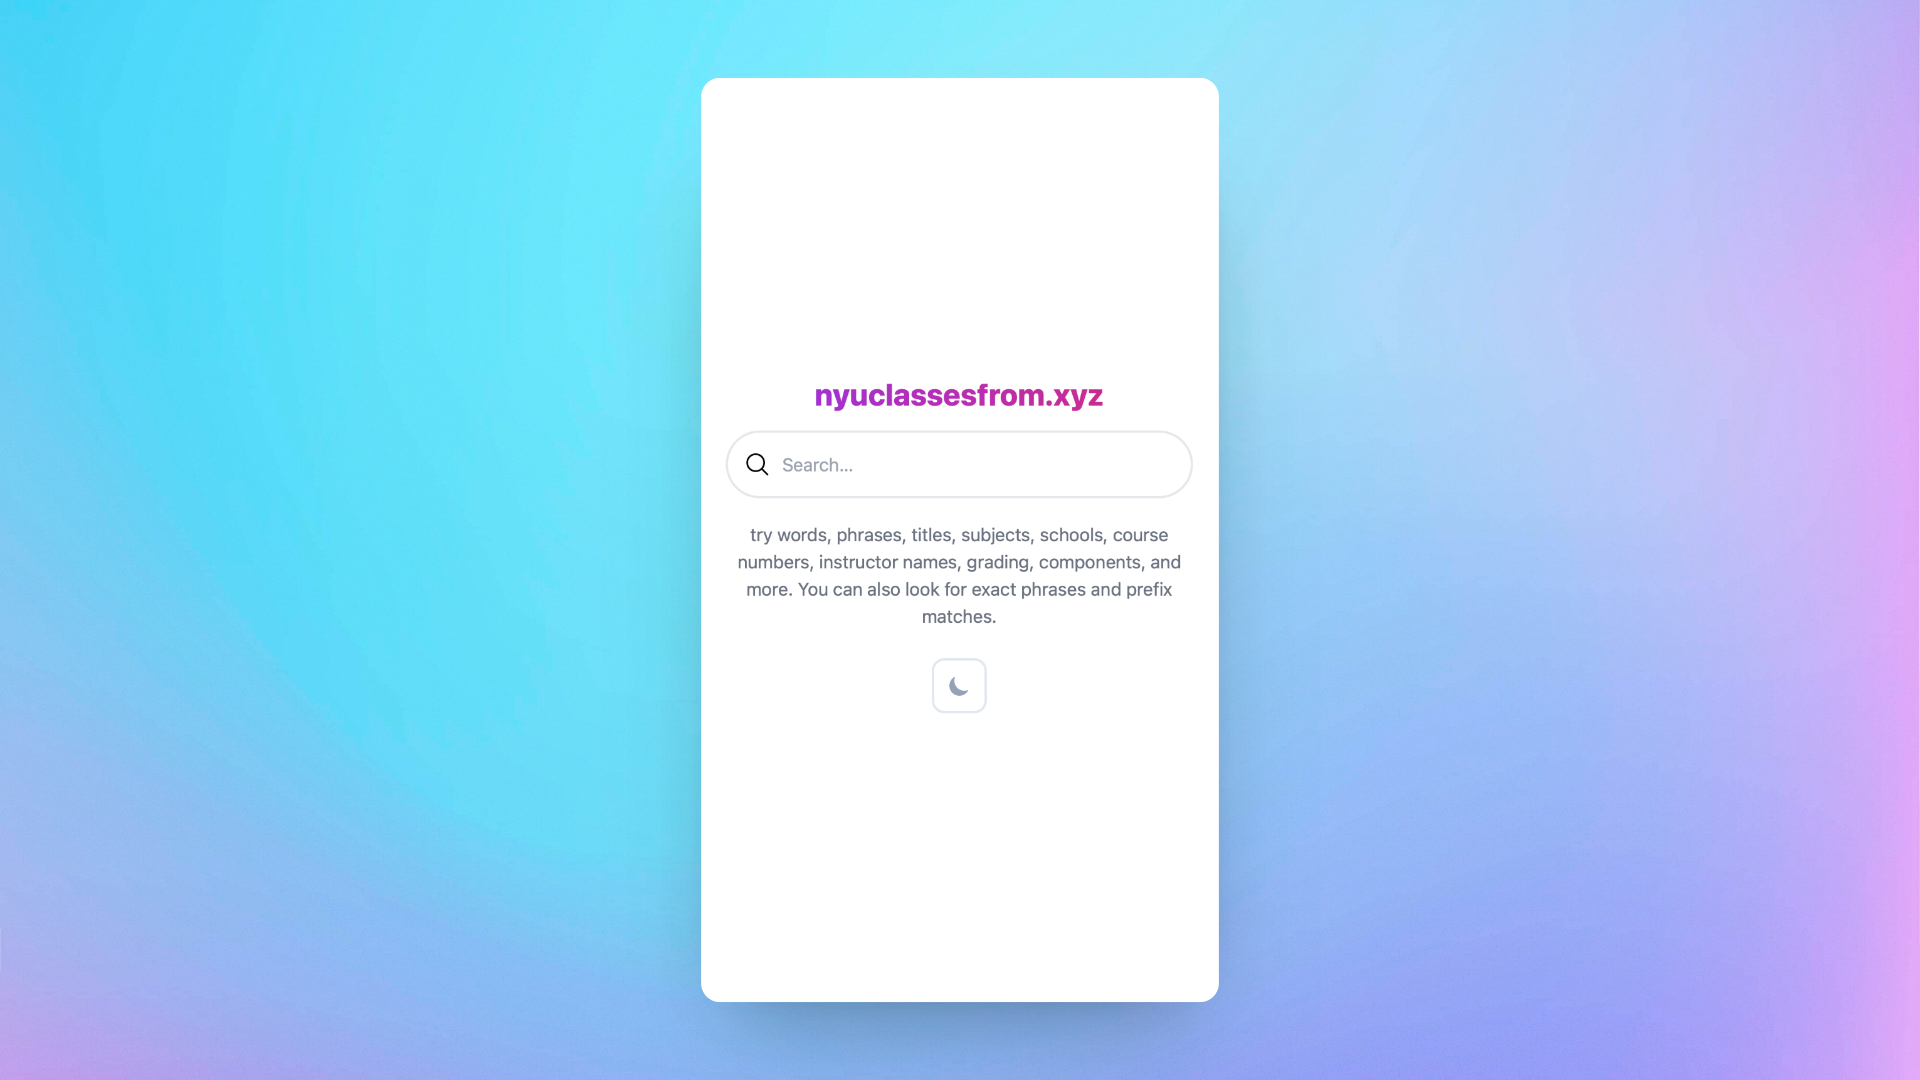 nyuclassesfrom.xyz
Search...
try words, phrases, titles, subjects, schools, course
numbers, instructor names, grading, components, and
more. You can also look for exact phrases and prefix
matches.